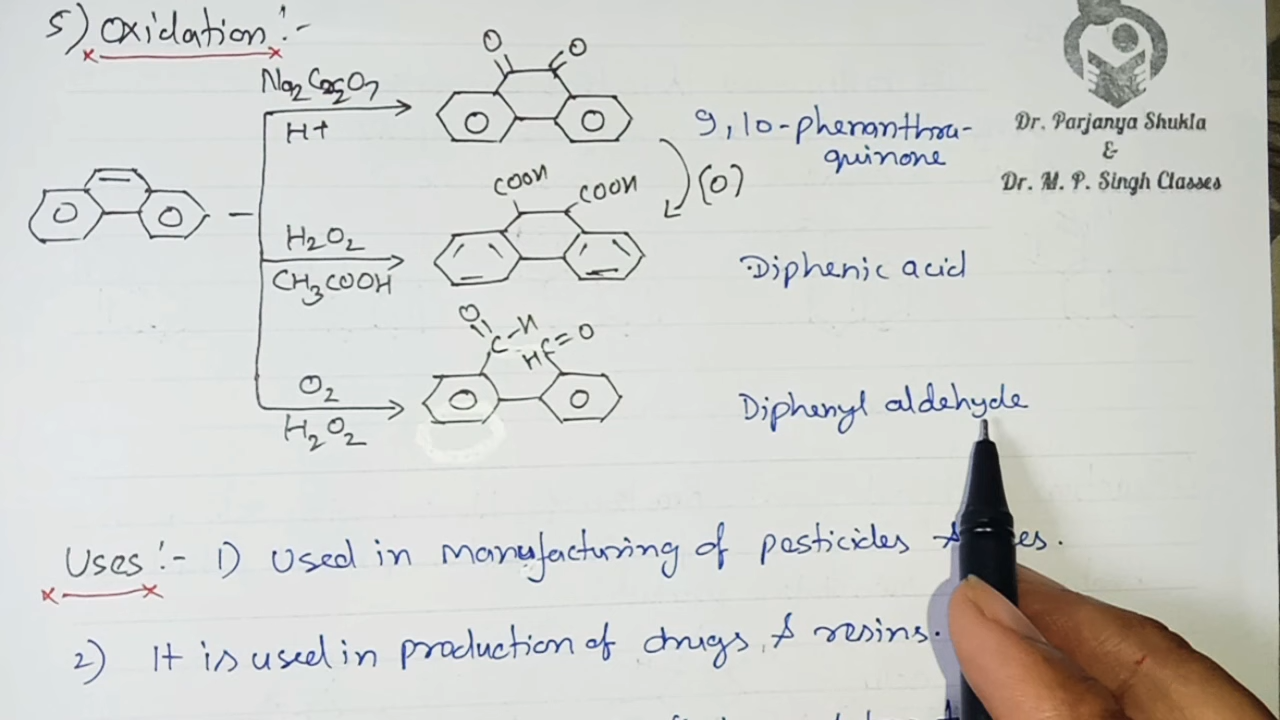 5) Oxidation :-
Na2Cr2O7
H+
O O
9,10-phenanthra-
quinone
(O)
H2O2
CH3COOH
COOH COOH
Diphenic acid
O2
H2O2
O C-H
H C=O
Diphenyl aldehyde
Uses :- 1) Used in manufacturing of pesticides &
2) It is used in production of drugs & resins.
Dr. Parjanya Shukla
&
Dr. M. P. Singh Classes